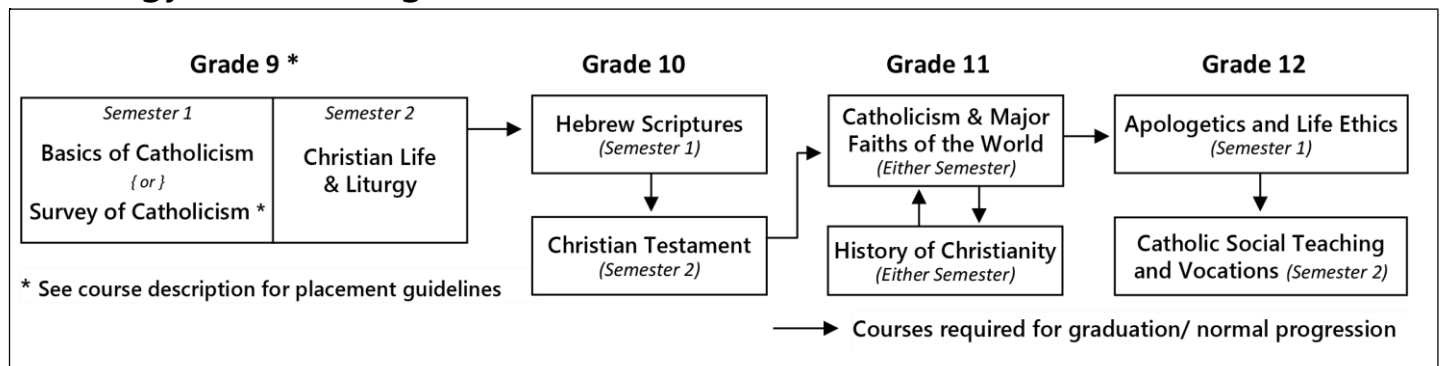 Grade 9 *
Semester 1
Basics of Catholicism
{ or }
Survey of Catholicism *
Semester 2
Christian Life
& Liturgy
* See course description for placement guidelines
Grade 10
Hebrew Scriptures
(Semester 1)
Christian Testament
(Semester 2)
Grade 11
Catholicism & Major
Faiths of the World
(Either Semester)
History of Christianity
(Either Semester)
Grade 12
Apologetics and Life Ethics
(Semester 1)
Catholic Social Teaching
and Vocations (Semester 2)
Courses required for graduation/ normal progression